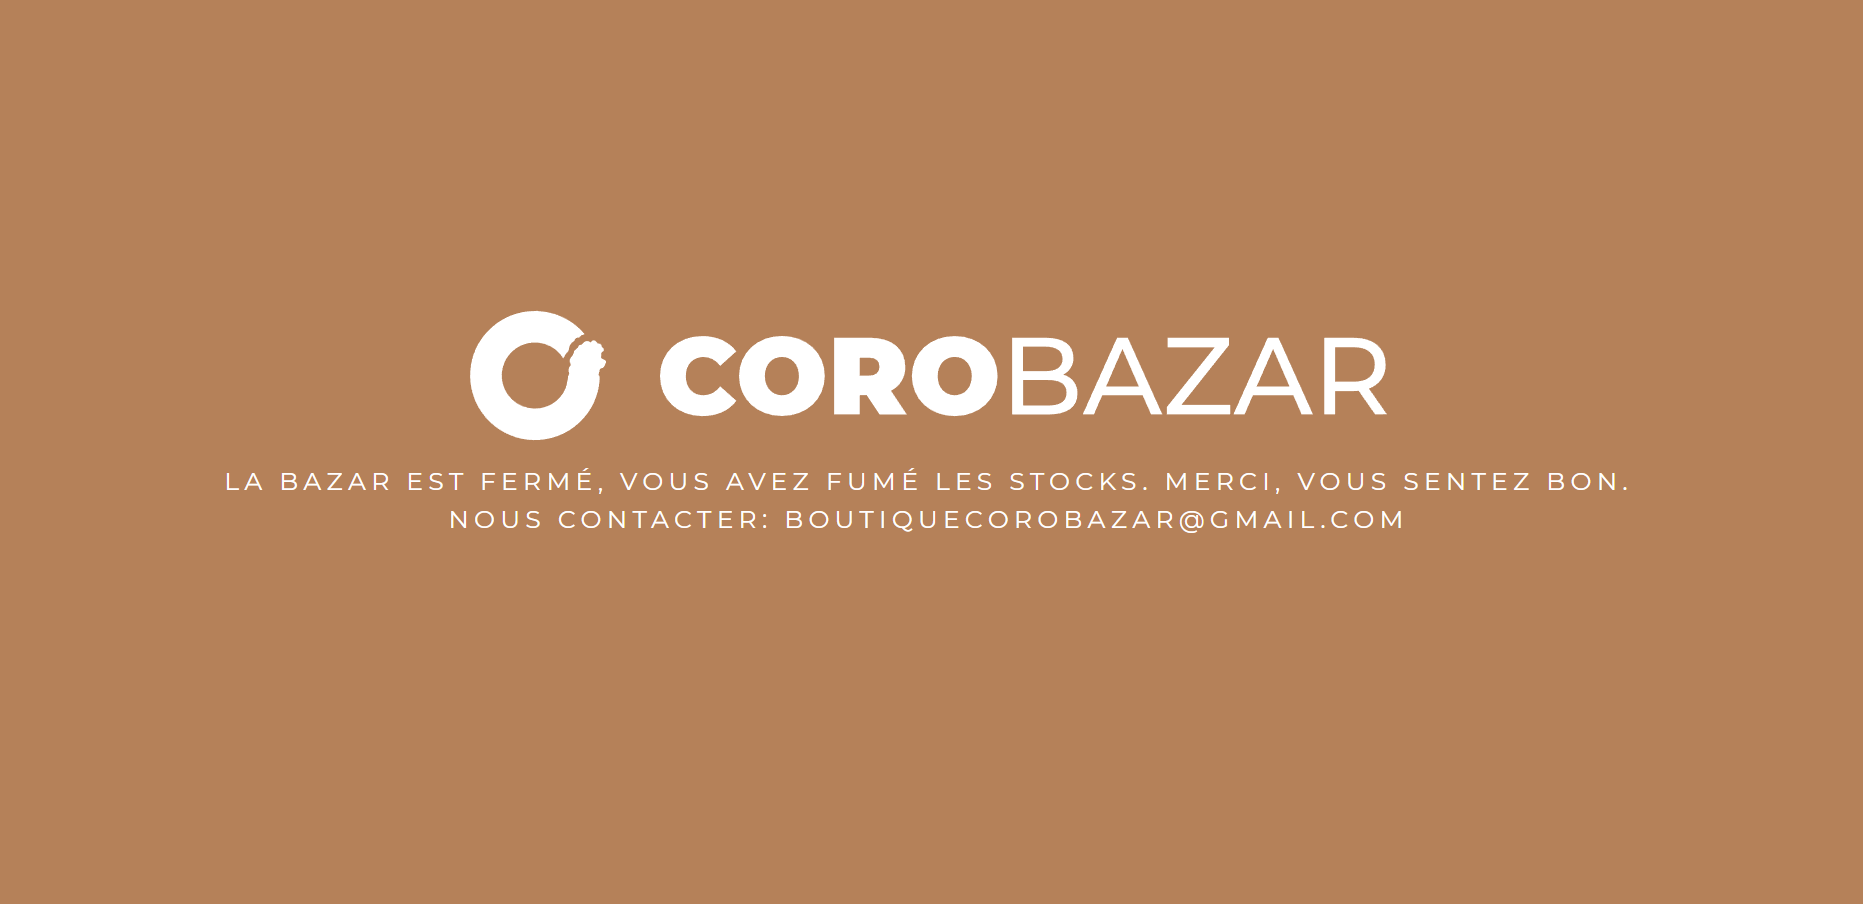 COROBAZAR
LA BAZAR EST FERMÉ, VOUS AVEZ FUMÉ LES STOCKS. MERCI, VOUS SENTEZ BON.
NOUS CONTACTER: BOUTIQUECOROBAZAR@GMAIL.COM